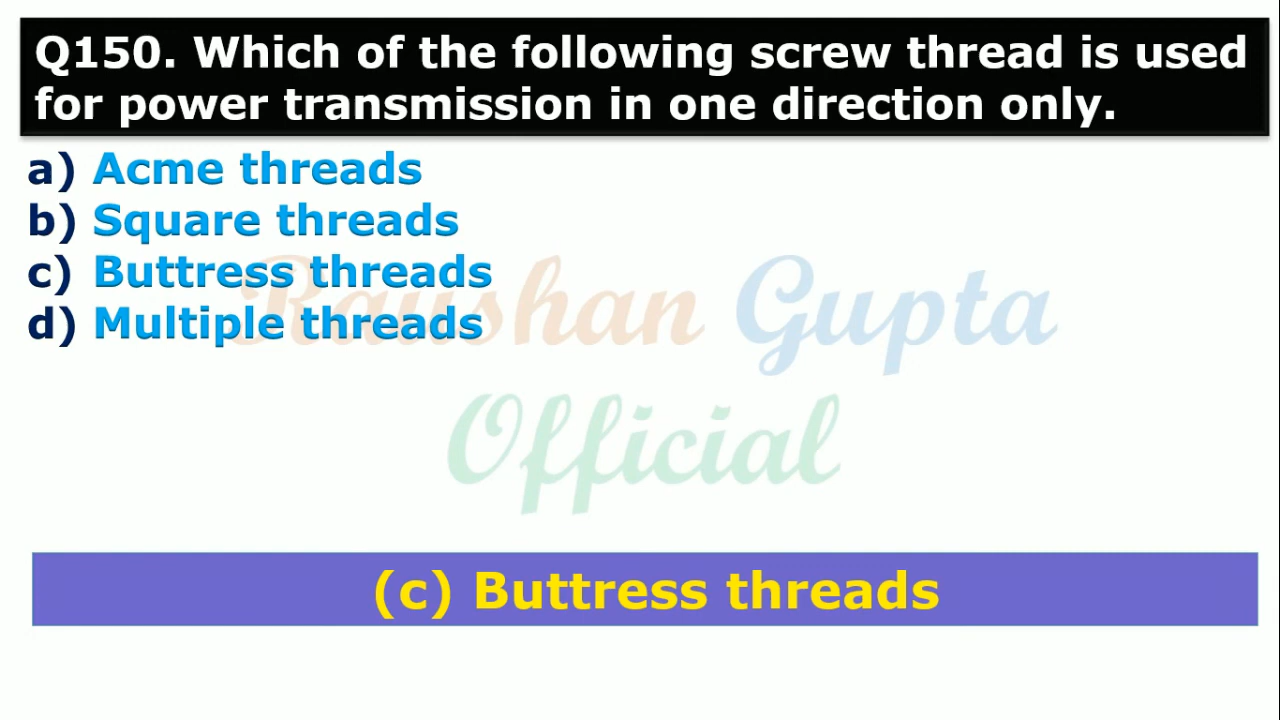 Q150. Which of the following screw thread is used
for power transmission in one direction only.
a) Acme threads
b) Square threads
c) Buttress threads
d) Multiple threads
Raushan Gupta
Official
(c) Buttress threads